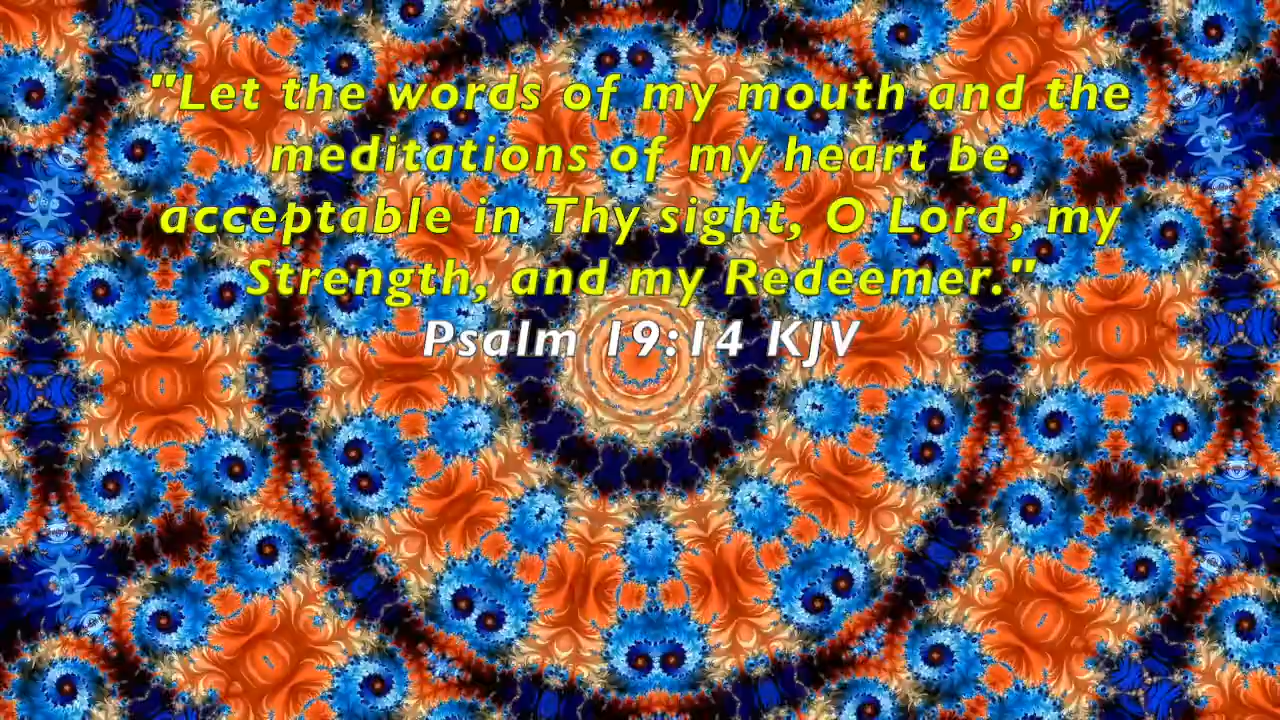 "Let the words of my mouth and the
meditations of my heart be
acceptable in Thy sight, O Lord, my
Strength, and my Redeemer."
Psalm 19:14 KJV